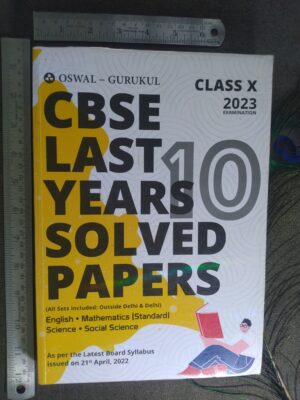 OSWAL – GURUKUL
CLASS X
2023
EXAMINATION
CBSE
LAST 10
YEARS
SOLVED
PAPERS
(All Sets Included: Outside Delhi & Delhi)
English • Mathematics (Standard)
Science • Social Science
As per the Latest Board Syllabus
issued on 21st April, 2022